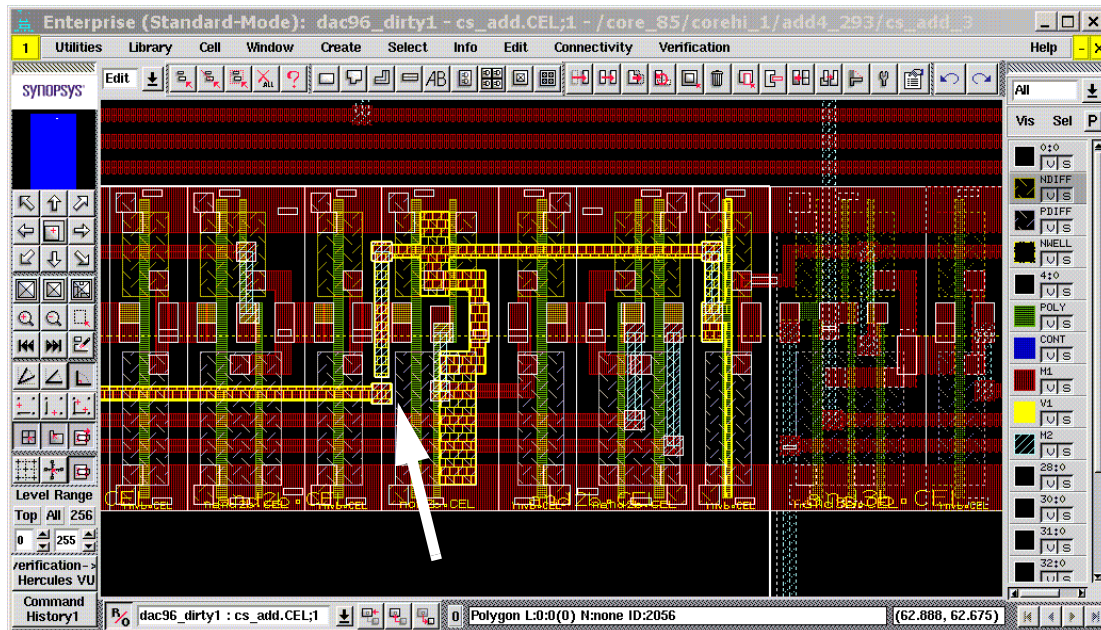 Enterprise (Standard-Mode): dac96_dirty1 - cs_add.CEL;1 - /core_85/corehi_1/add4_293/cs_add_3
1 Utilities Library Cell Window Create Select Info Edit Connectivity Verification Help
SYNOPSYS
Edit
ALL
?
AB
All
Vis Sel P
0:0
V S
NDIFF
V S
PDIFF
V S
NWELL
V S
4:0
V S
POLY
V S
CONT
V S
M1
V S
V1
V S
M2
V S
28:0
V S
30:0
V S
31:0
V S
32:0
V S
Level Range
Top All 256
0 255
Hercules VU
Command
History1
dac96_dirty1 : cs_add.CEL;1
0 Polygon L:0:0(0) N:none ID:2056
(62.888, 62.675)